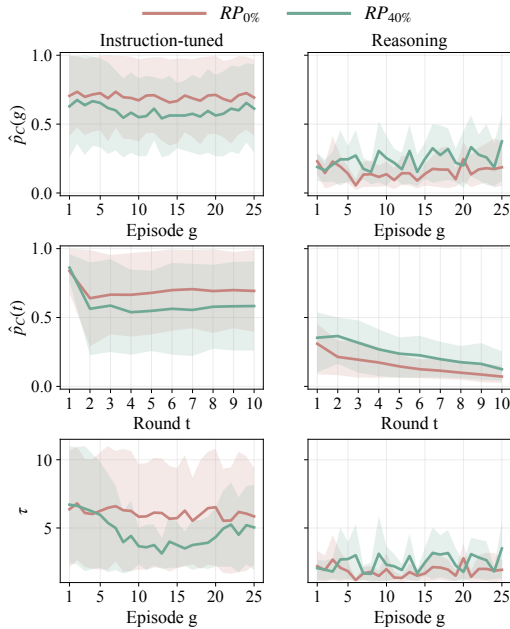 RP0% RP40%
Instruction-tuned Reasoning
1.0
0.5
0.0
p̂C(g)
1 5 10 15 20 25 1 5 10 15 20 25
Episode g Episode g
1.0
0.5
0.0
p̂C(t)
1 2 3 4 5 6 7 8 9 10 1 2 3 4 5 6 7 8 9 10
Round t Round t
10
5
τ
1 5 10 15 20 25 1 5 10 15 20 25
Episode g Episode g